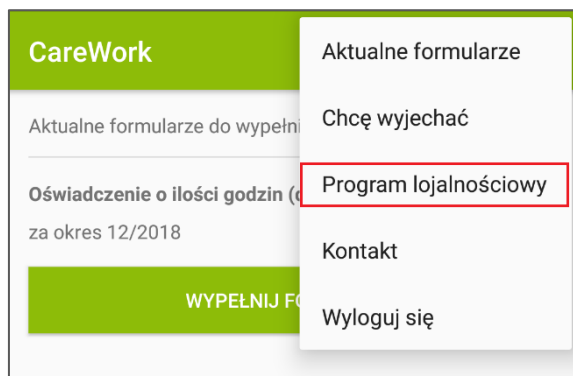 CareWork
Aktualne formularze do wypełni
Oświadczenie o ilości godzin (
za okres 12/2018
WYPEŁNIJ
Aktualne formularze
Chcę wyjechać
Program lojalnościowy
Kontakt
Wyloguj się